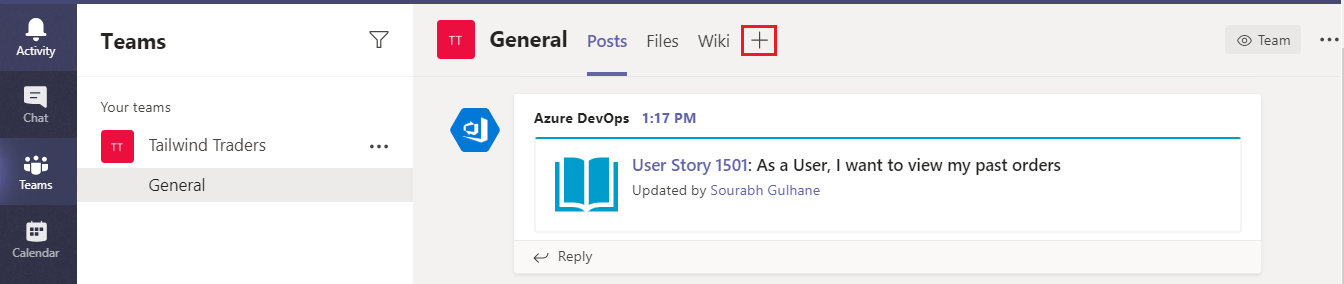 Activity
Chat
Teams
Calendar
Teams
Your teams
TT Tailwind Traders ...
General
TT General Posts Files Wiki + Team ...
Azure DevOps 1:17 PM
User Story 1501: As a User, I want to view my past orders
Updated by Sourabh Gulhane
Reply